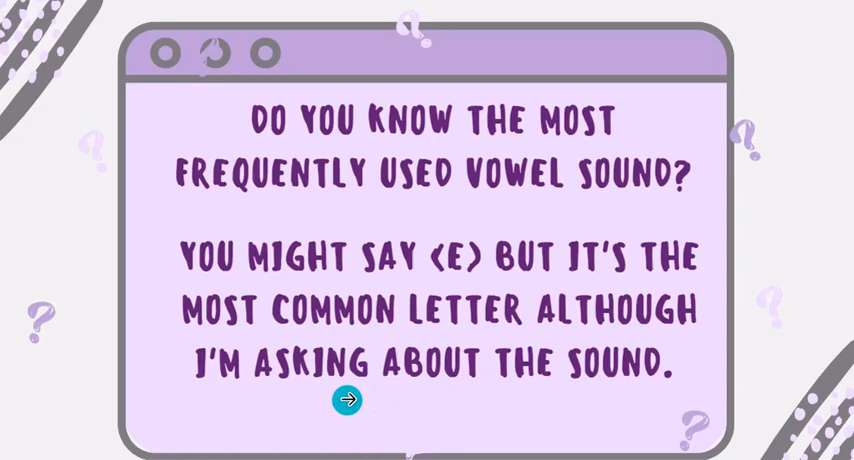 DO YOU KNOW THE MOST
FREQUENTLY USED VOWEL SOUND?
YOU MIGHT SAY <E> BUT IT'S THE
MOST COMMON LETTER ALTHOUGH
I'M ASKING ABOUT THE SOUND.